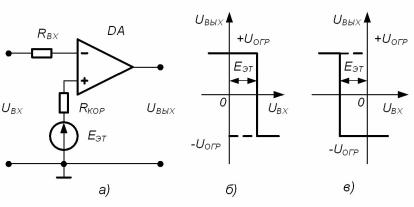 R_ВХ
DA
U_ВХ
R_КОР
E_ЭТ
U_ВЫХ
а)
U_ВЫХ
+U_ОГР
E_ЭТ
0
U_ВХ
-U_ОГР
б)
U_ВЫХ
+U_ОГР
E_ЭТ
0
U_ВХ
-U_ОГР
в)